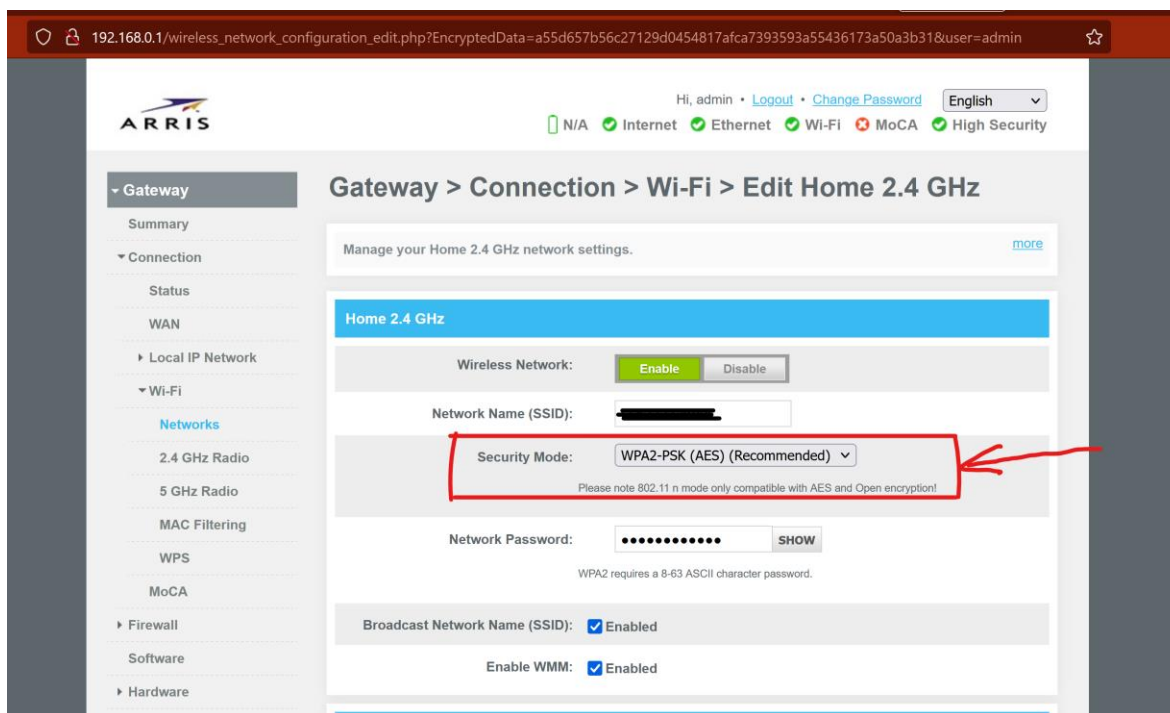 192.168.0.1/wireless_network_configuration_edit.php?EncryptedData=a55d657b56c27129d0454817afca7393593a55436173a50a3b31&user=admin
ARRIS
Hi, admin • Logout • Change Password English
N/A Internet Ethernet Wi-Fi MoCA High Security
Gateway
Summary
Connection
Status
WAN
Local IP Network
Wi-Fi
Networks
2.4 GHz Radio
5 GHz Radio
MAC Filtering
WPS
MoCA
Firewall
Software
Hardware
Gateway > Connection > Wi-Fi > Edit Home 2.4 GHz
Manage your Home 2.4 GHz network settings. more
Home 2.4 GHz
Wireless Network: Enable Disable
Network Name (SSID):
Security Mode: WPA2-PSK (AES) (Recommended)
Please note 802.11 n mode only compatible with AES and Open encryption!
Network Password: •••••••••••• SHOW
WPA2 requires a 8-63 ASCII character password.
Broadcast Network Name (SSID): Enabled
Enable WMM: Enabled